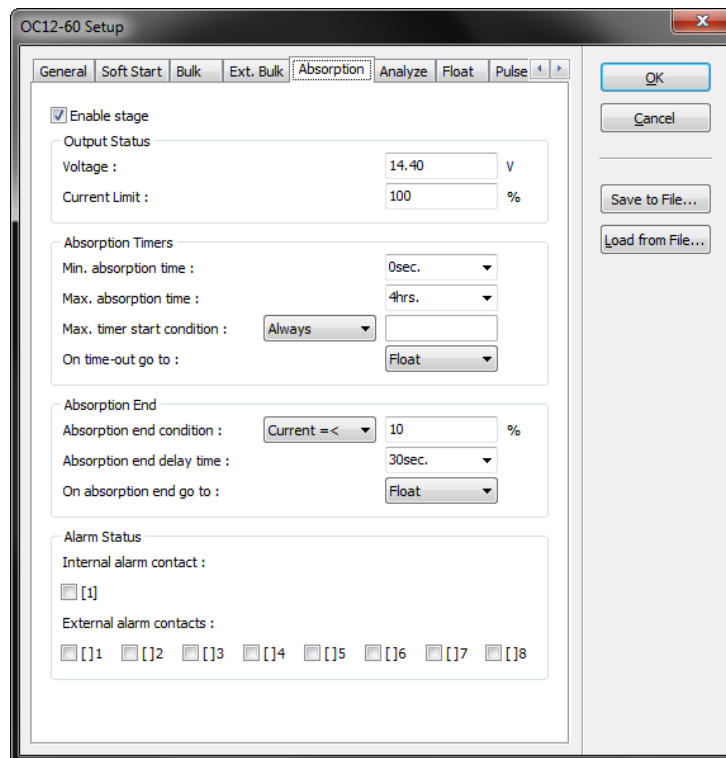 OC12-60 Setup
General Soft Start Bulk Ext. Bulk Absorption Analyze Float Pulse
OK
Cancel
Save to File...
Load from File...
Enable stage
Output Status
Voltage : 14.40 V
Current Limit : 100 %
Absorption Timers
Min. absorption time : 0sec.
Max. absorption time : 4hrs.
Max. timer start condition : Always
On time-out go to : Float
Absorption End
Absorption end condition : Current =< 10 %
Absorption end delay time : 30sec.
On absorption end go to : Float
Alarm Status
Internal alarm contact :
[1]
External alarm contacts :
[ ]1 [ ]2 [ ]3 [ ]4 [ ]5 [ ]6 [ ]7 [ ]8